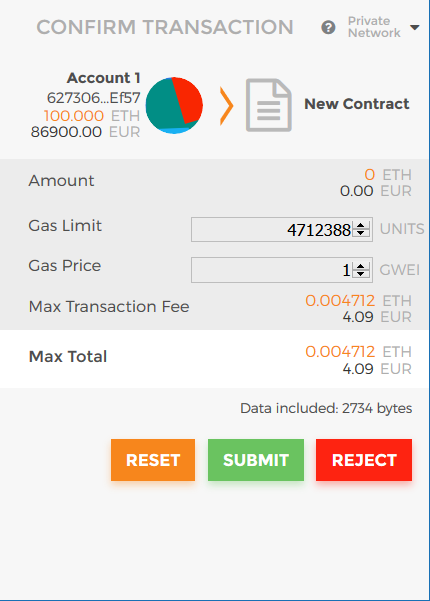 CONFIRM TRANSACTION
Private
Network
Account 1
627306...Ef57
100.000 ETH
86900.00 EUR
New Contract
Amount
0 ETH
0.00 EUR
Gas Limit
4712388
UNITS
Gas Price
1
GWEI
Max Transaction Fee
0.004712 ETH
4.09 EUR
Max Total
0.004712 ETH
4.09 EUR
Data included: 2734 bytes
RESET
SUBMIT
REJECT